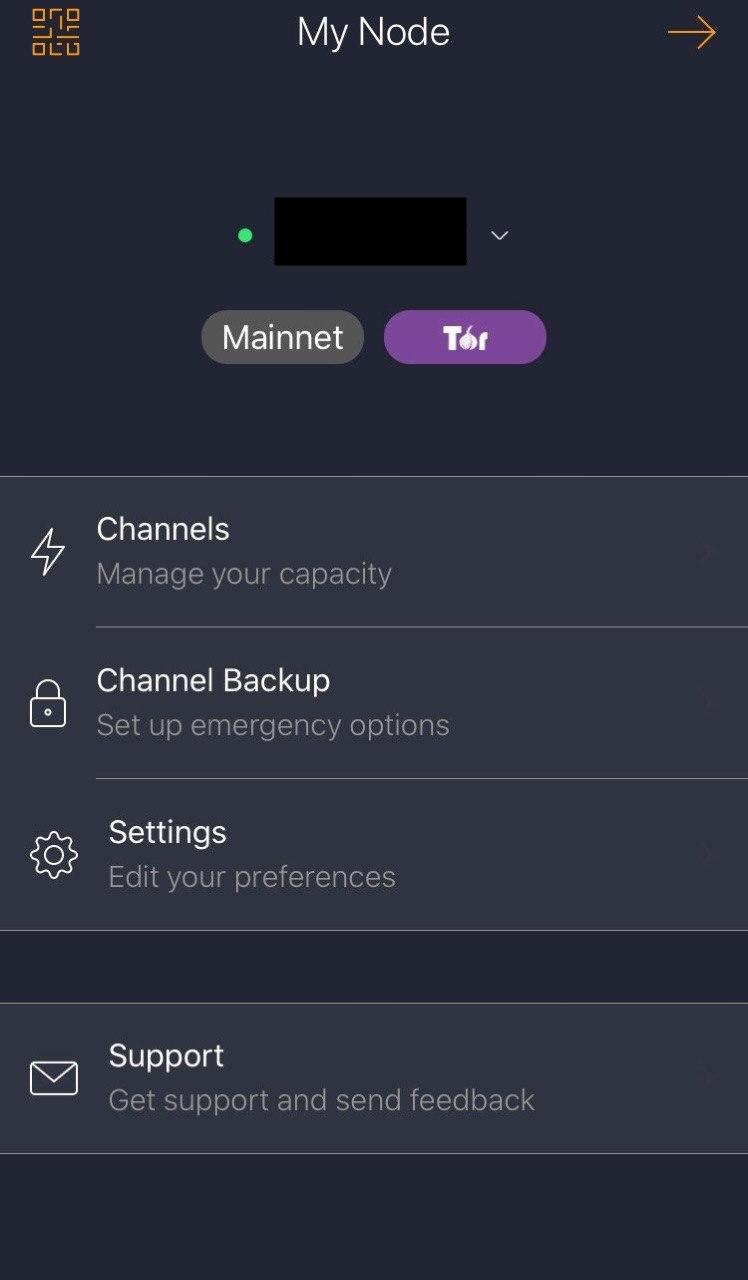 My Node
Mainnet
Tor
Channels
Manage your capacity
Channel Backup
Set up emergency options
Settings
Edit your preferences
Support
Get support and send feedback